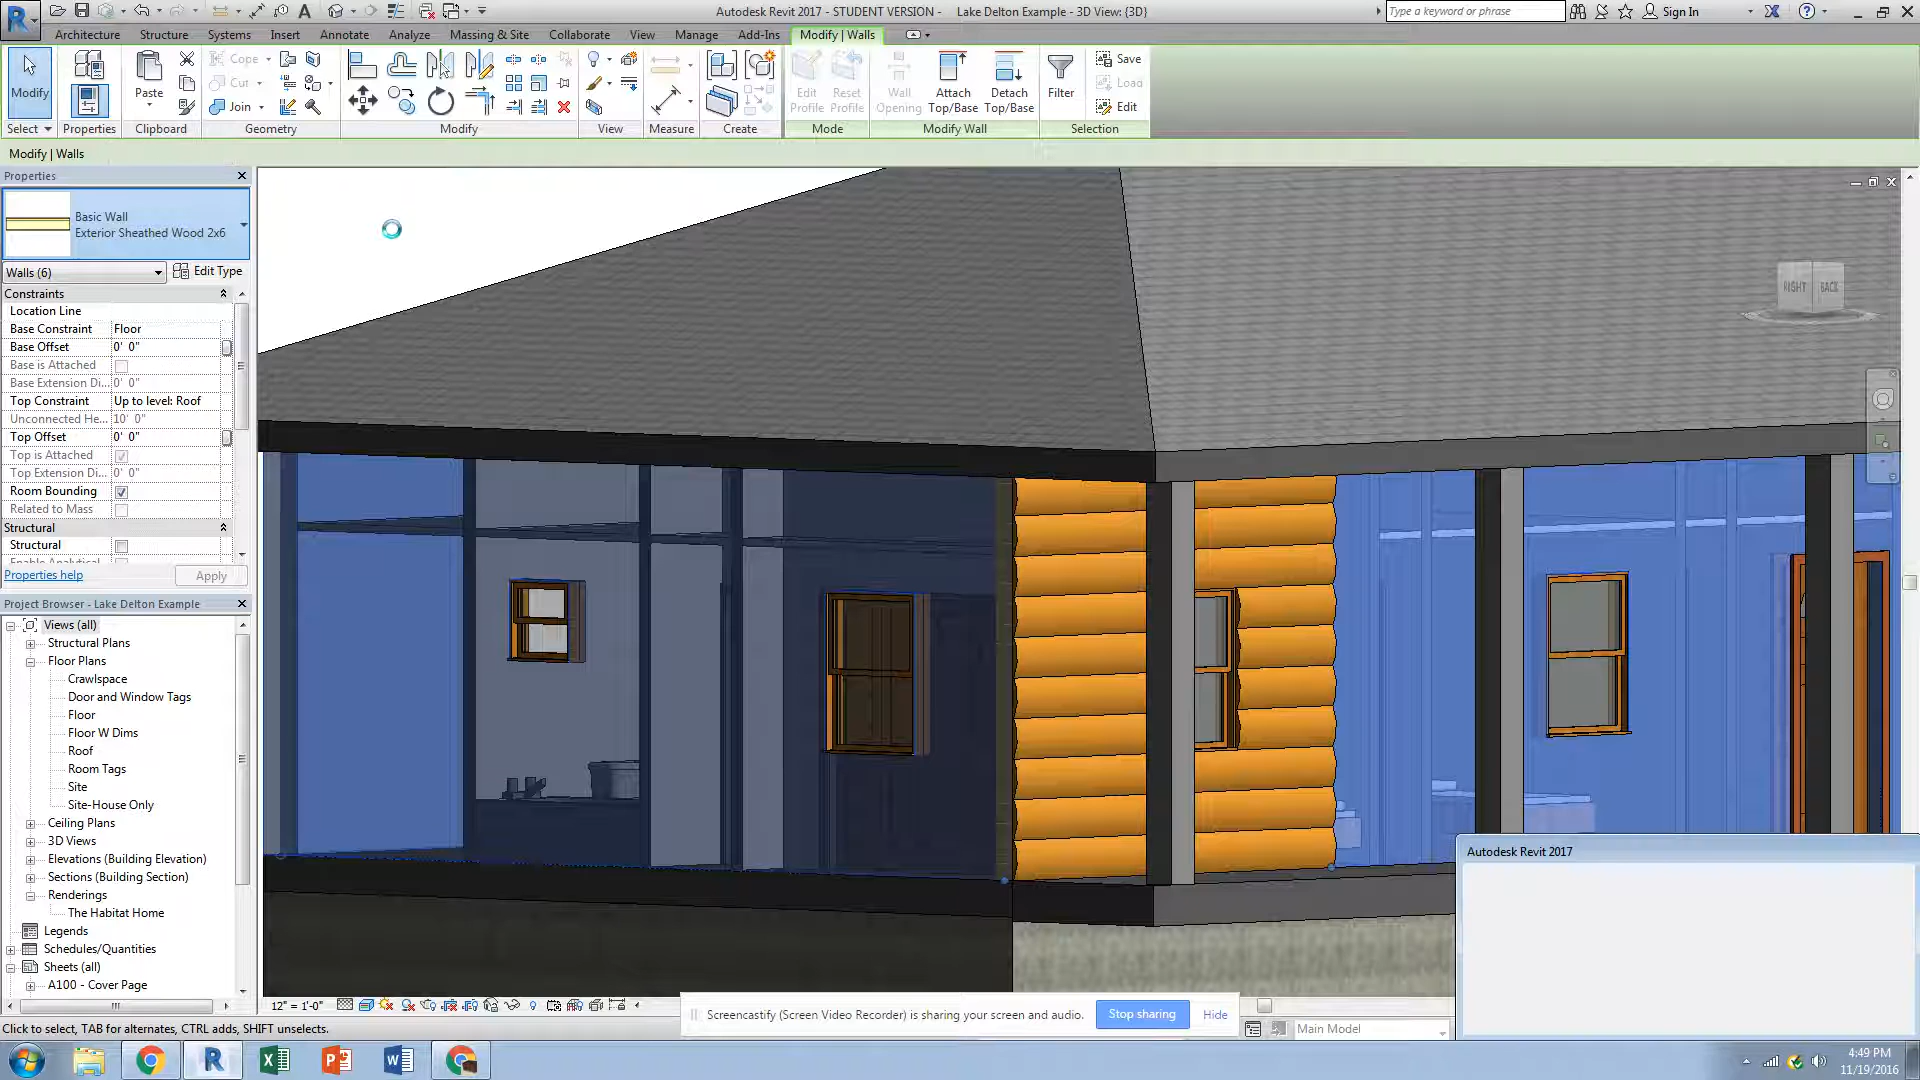 Autodesk Revit 2017 - STUDENT VERSION - Lake Delton Example - 3D View: {3D}
Type a keyword or phrase
Sign In
Architecture Structure Systems Insert Annotate Analyze Massing & Site Collaborate View Manage Add-Ins Modify | Walls
Modify
Paste
Cope
Cut
Join
Edit Profile
Reset Profile
Wall Opening
Attach Top/Base
Detach Top/Base
Filter
Save
Load
Edit
Select Properties Clipboard Geometry Modify View Measure Create Mode Modify Wall Selection
Modify | Walls
Properties
Basic Wall
Exterior Sheathed Wood 2x6
Walls (6) Edit Type
Constraints
Location Line
Base Constraint Floor
Base Offset 0' 0"
Base is Attached
Base Extension Di... 0' 0"
Top Constraint Up to level: Roof
Unconnected He... 10' 0"
Top Offset 0' 0"
Top is Attached
Top Extension Di... 0' 0"
Room Bounding
Related to Mass
Structural
Structural
Enable Analytical
Properties help Apply
Project Browser - Lake Delton Example
Views (all)
Structural Plans
Floor Plans
Crawlspace
Door and Window Tags
Floor
Floor W Dims
Roof
Room Tags
Site
Site-House Only
Ceiling Plans
3D Views
Elevations (Building Elevation)
Sections (Building Section)
Renderings
The Habitat Home
Legends
Schedules/Quantities
Sheets (all)
A100 - Cover Page
RIGHT BACK
Autodesk Revit 2017
12" = 1'-0"
Screencastify (Screen Video Recorder) is sharing your screen and audio. Stop sharing Hide
Click to select, TAB for alternates, CTRL adds, SHIFT unselects.
Main Model
4:49 PM
11/19/2016